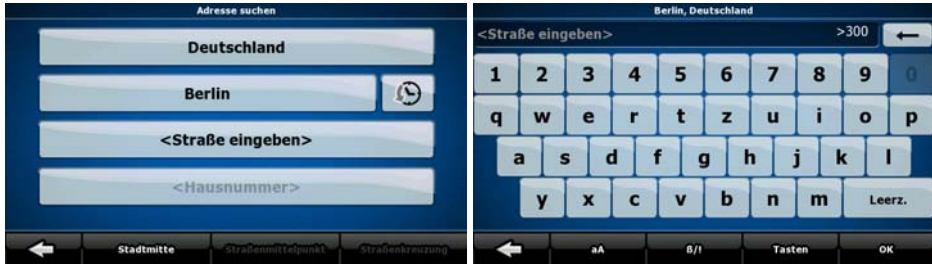 Adresse suchen
Deutschland
Berlin
<Straße eingeben>
<Hausnummer>
Stadtmitte Straßenmittelpunkt Straßenkreuzung
Berlin, Deutschland
<Straße eingeben> >300
1 2 3 4 5 6 7 8 9 0
q w e r t z u i o p
a s d f g h j k l
y x c v b n m Leerz.
aA ß/! Tasten OK